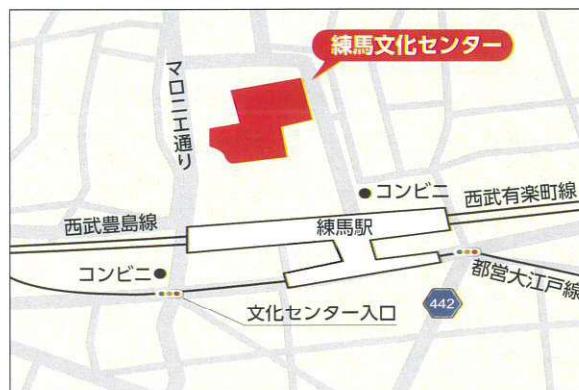 練馬文化センター
マロニエ通り
コンビニ
西武有楽町線
西武豊島線
練馬駅
コンビニ
都営大江戸線
文化センター入口
442